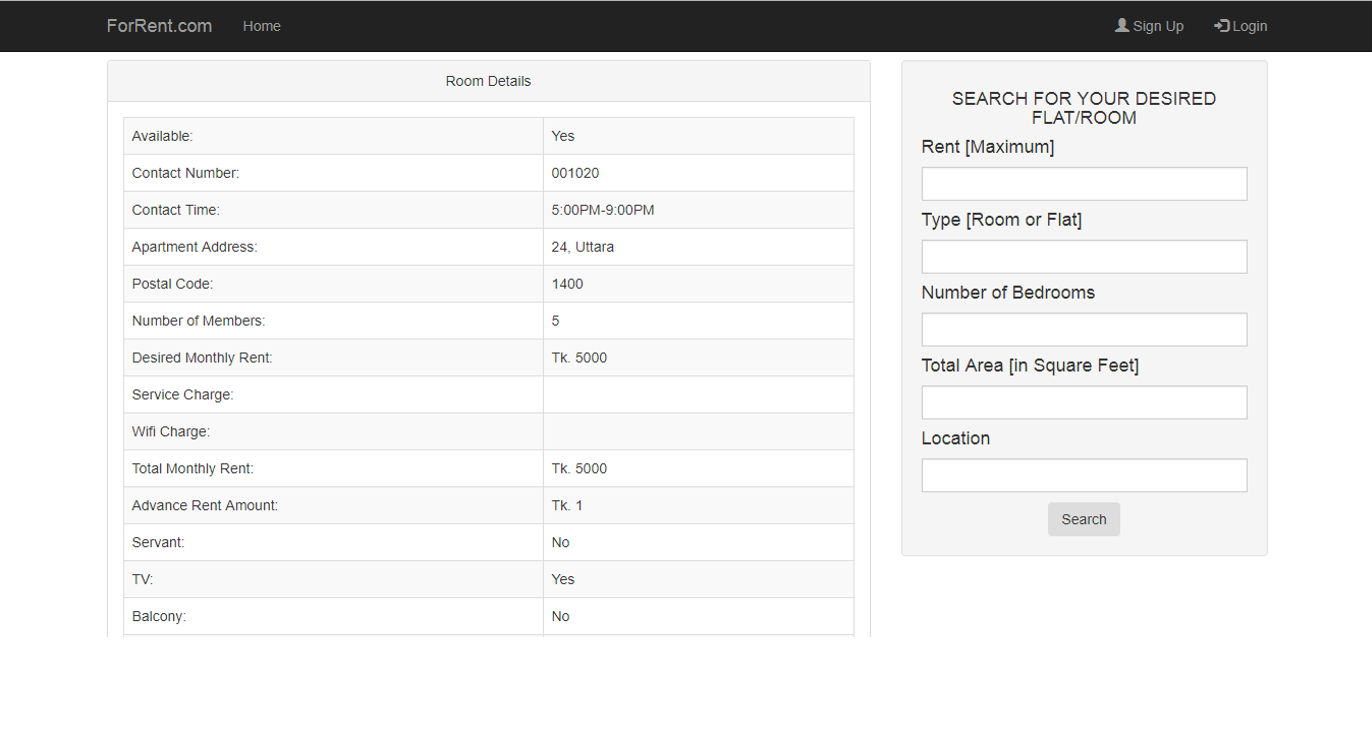 ForRent.com Home Sign Up Login
Room Details
Available: Yes
Contact Number: 001020
Contact Time: 5:00PM-9:00PM
Apartment Address: 24, Uttara
Postal Code: 1400
Number of Members: 5
Desired Monthly Rent: Tk. 5000
Service Charge:
Wifi Charge:
Total Monthly Rent: Tk. 5000
Advance Rent Amount: Tk. 1
Servant: No
TV: Yes
Balcony: No
SEARCH FOR YOUR DESIRED
FLAT/ROOM
Rent [Maximum]
Type [Room or Flat]
Number of Bedrooms
Total Area [in Square Feet]
Location
Search